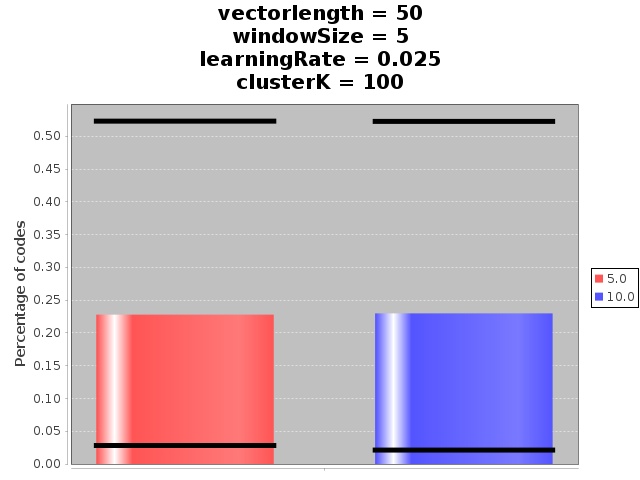 vectorlength = 50
windowSize = 5
learningRate = 0.025
clusterK = 100
Percentage of codes
0.50
0.45
0.40
0.35
0.30
0.25
0.20
0.15
0.10
0.05
0.00
5.0
10.0